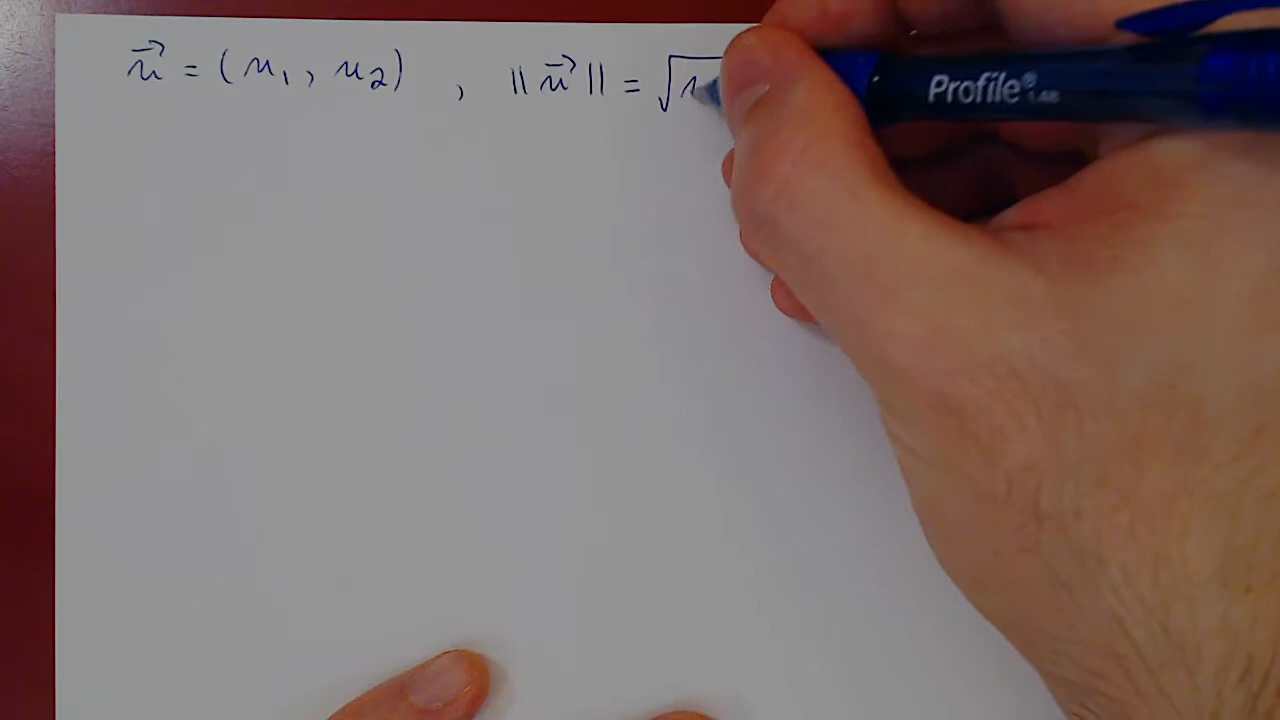 u⃗ = (u₁, u₂) , ||u⃗|| = √
Profile®